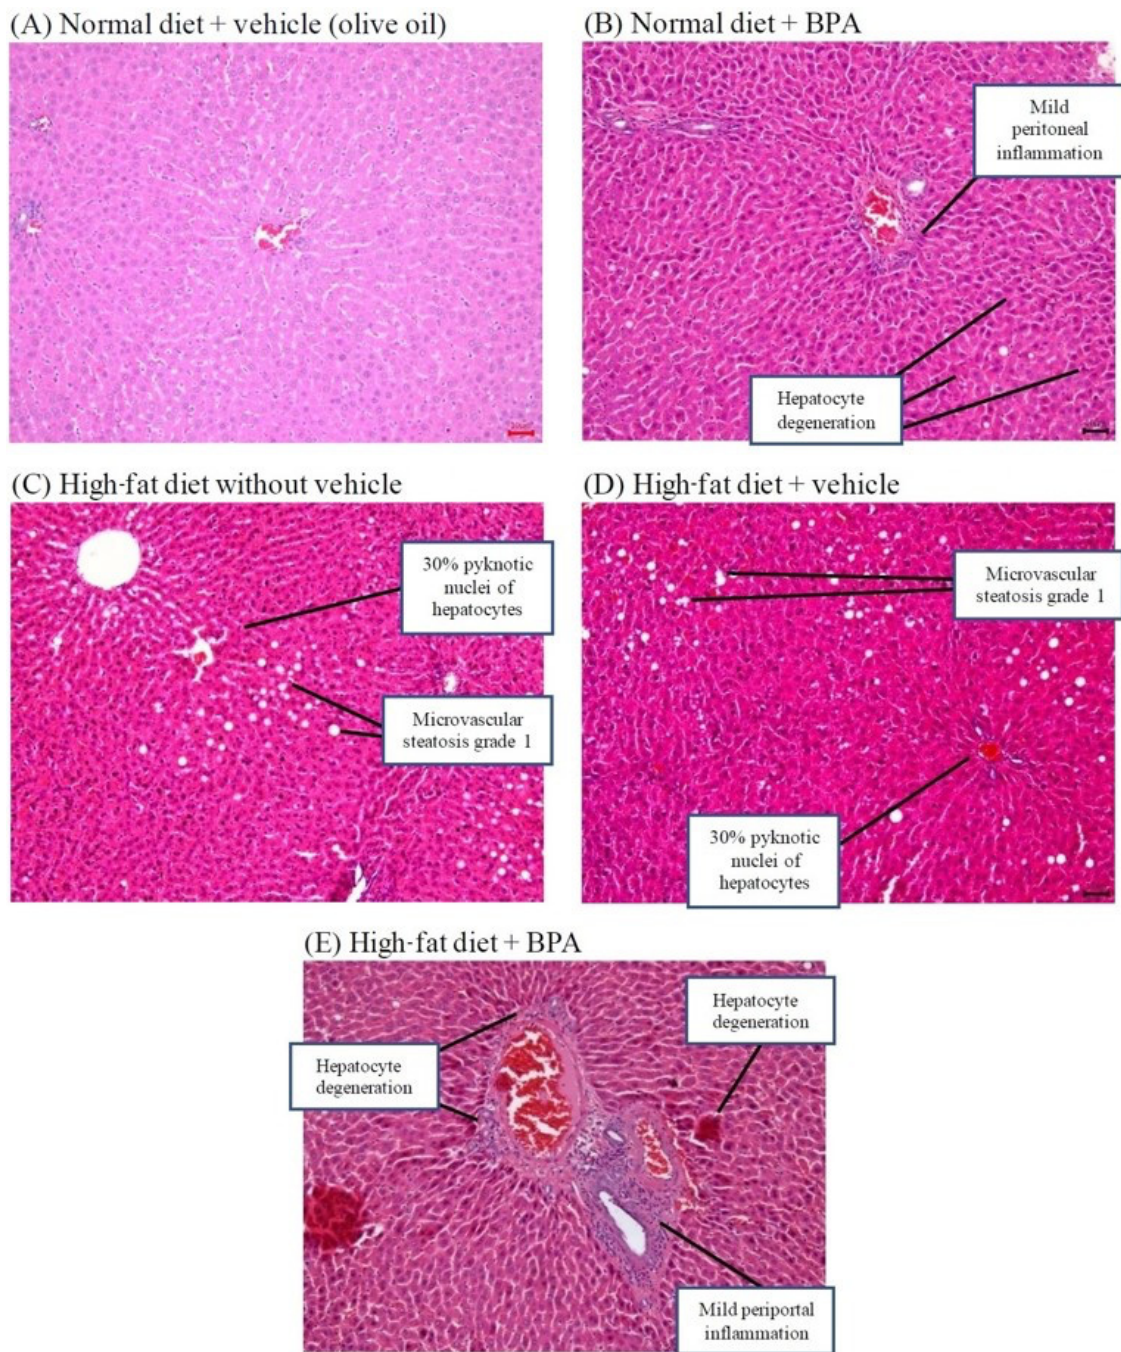 (A) Normal diet + vehicle (olive oil)
(B) Normal diet + BPA
Mild
peritoneal
inflammation
Hepatocyte
degeneration
(C) High-fat diet without vehicle
30% pyknotic
nuclei of
hepatocytes
Microvascular
steatosis grade 1
(D) High-fat diet + vehicle
Microvascular
steatosis grade 1
30% pyknotic
nuclei of
hepatocytes
(E) High-fat diet + BPA
Hepatocyte
degeneration
Hepatocyte
degeneration
Mild periportal
inflammation